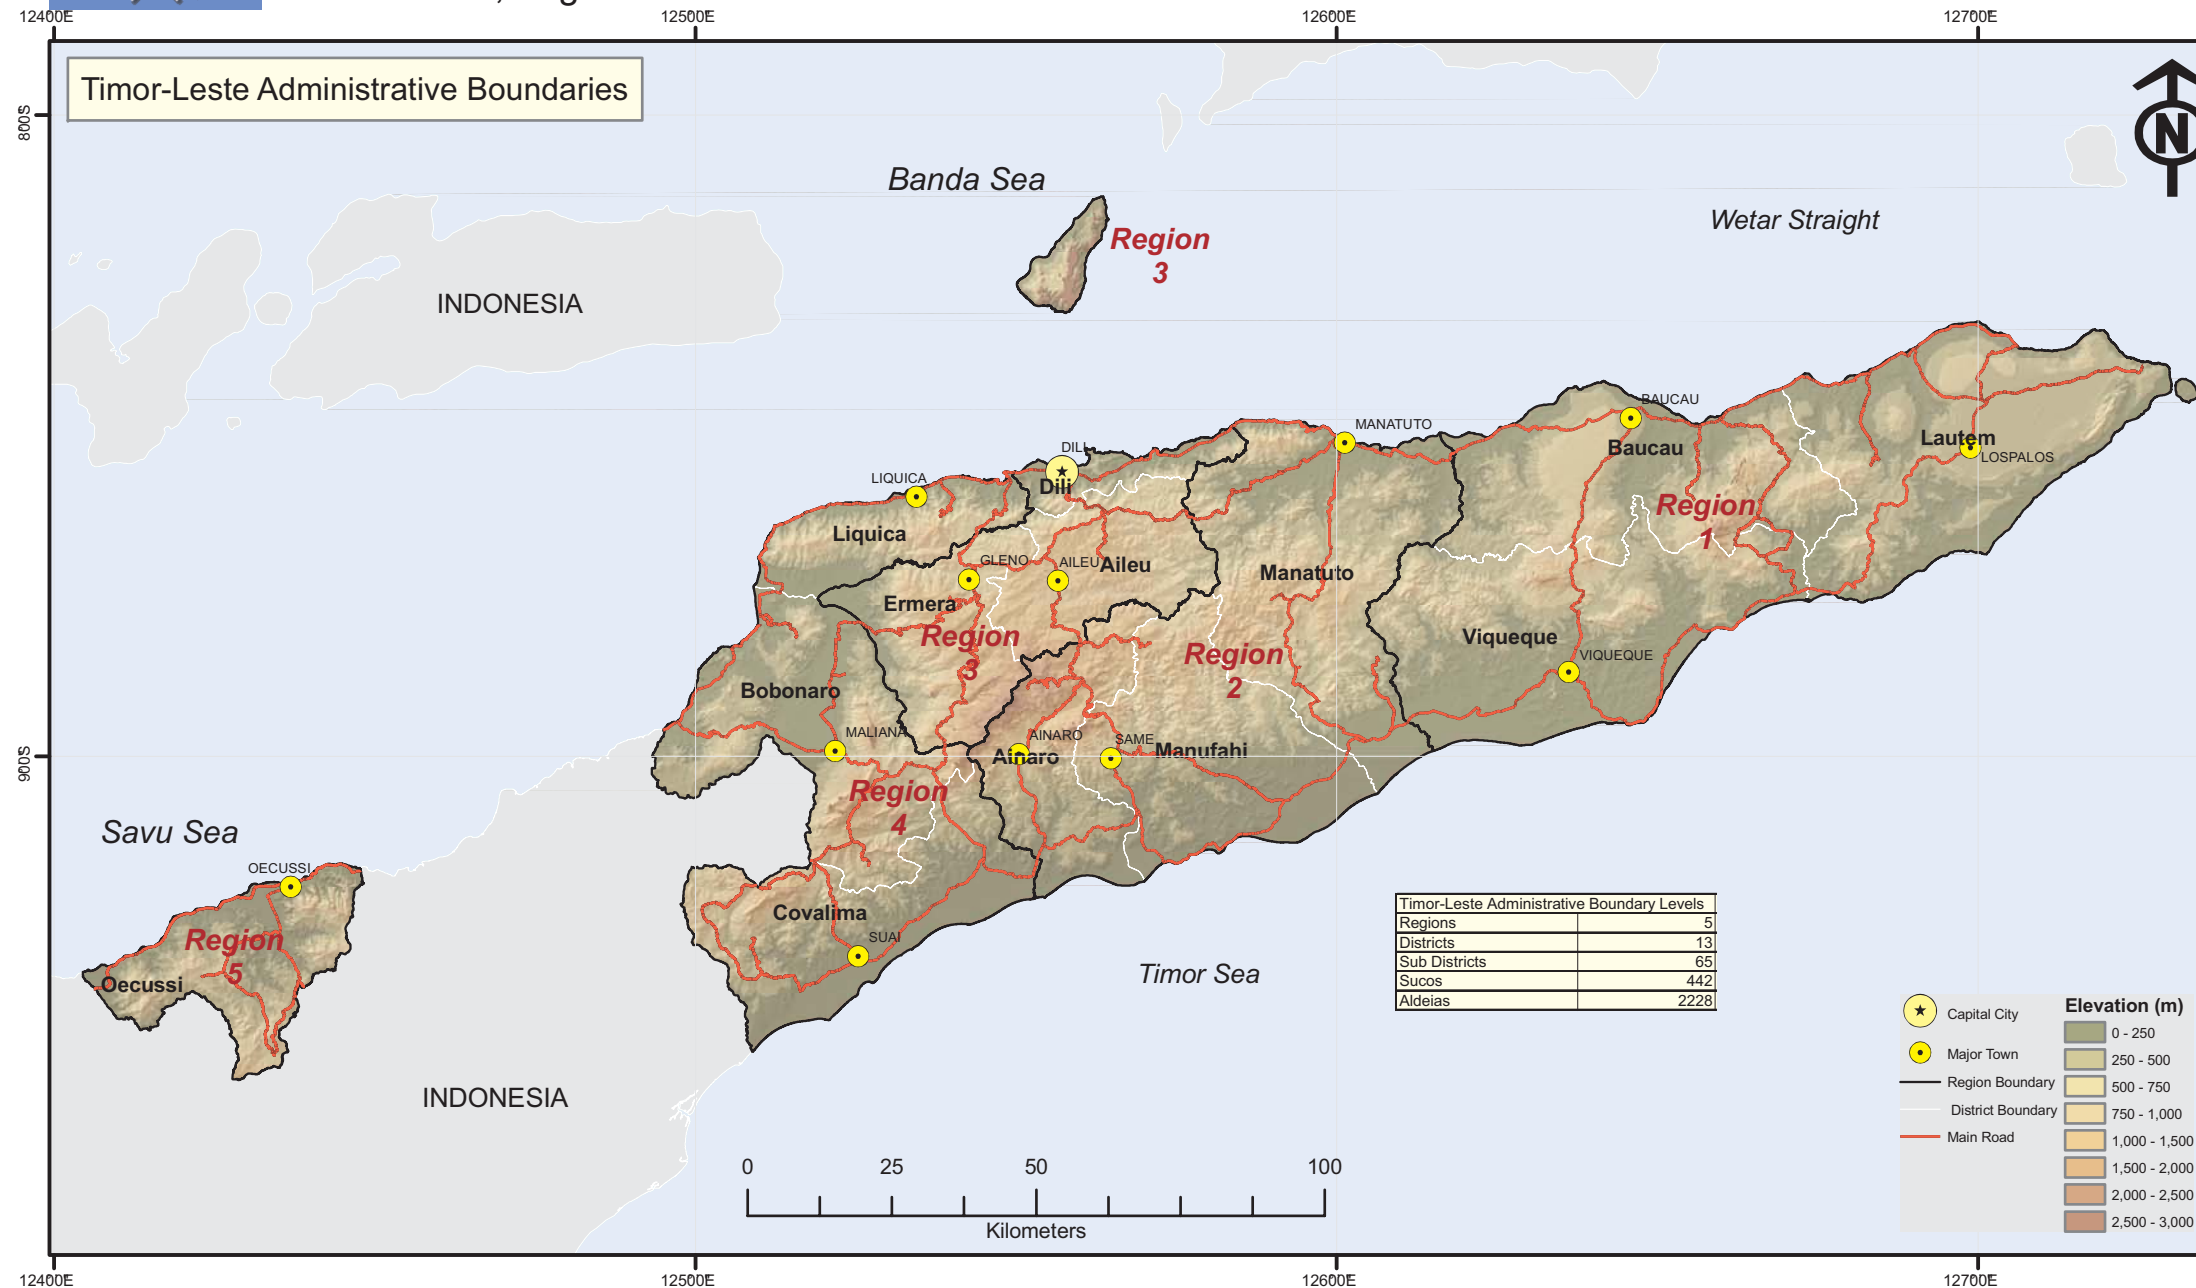 12400E
12500E
12600E
12700E
Timor-Leste Administrative Boundaries
N
800S
Banda Sea
Wetar Straight
Region
3
INDONESIA
BAUCAU
MANATUTO
Baucau
Lautem
LOSPALOS
DILI
Dili
LIQUICA
Liquica
Region
1
GLENO
AILEU
Aileu
Manatuto
Ermera
Region
3
Region
2
Viqueque
VIQUEQUE
Bobonaro
MALIANA
AINARO
Ainaro
SAME
Manufahi
900S
Region
4
Savu Sea
OECUSSI
Covalima
SUAI
Region
5
Oecussi
Timor Sea
Timor-Leste Administrative Boundary Levels
Regions 5
Districts 13
Sub Districts 65
Sucos 442
Aldeias 2228
INDONESIA
Capital City
Major Town
Region Boundary
District Boundary
Main Road
Elevation (m)
0 - 250
250 - 500
500 - 750
750 - 1,000
1,000 - 1,500
1,500 - 2,000
2,000 - 2,500
2,500 - 3,000
0 25 50 100
Kilometers
12400E
12500E
12600E
12700E